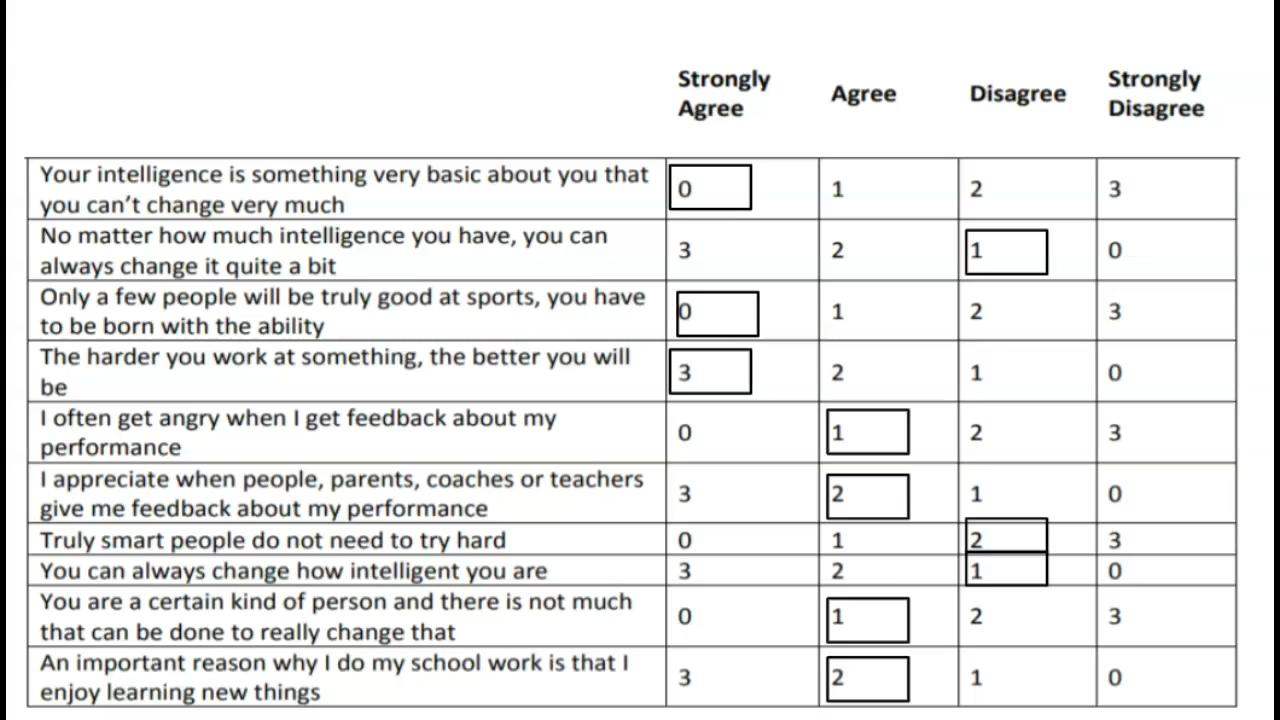 Strongly Agree Agree Disagree Strongly Disagree
Your intelligence is something very basic about you that
you can't change very much 0 1 2 3
No matter how much intelligence you have, you can
always change it quite a bit 3 2 1 0
Only a few people will be truly good at sports, you have
to be born with the ability 0 1 2 3
The harder you work at something, the better you will
be 3 2 1 0
I often get angry when I get feedback about my
performance 0 1 2 3
I appreciate when people, parents, coaches or teachers
give me feedback about my performance 3 2 1 0
Truly smart people do not need to try hard 0 1 2 3
You can always change how intelligent you are 3 2 1 0
You are a certain kind of person and there is not much
that can be done to really change that 0 1 2 3
An important reason why I do my school work is that I
enjoy learning new things 3 2 1 0